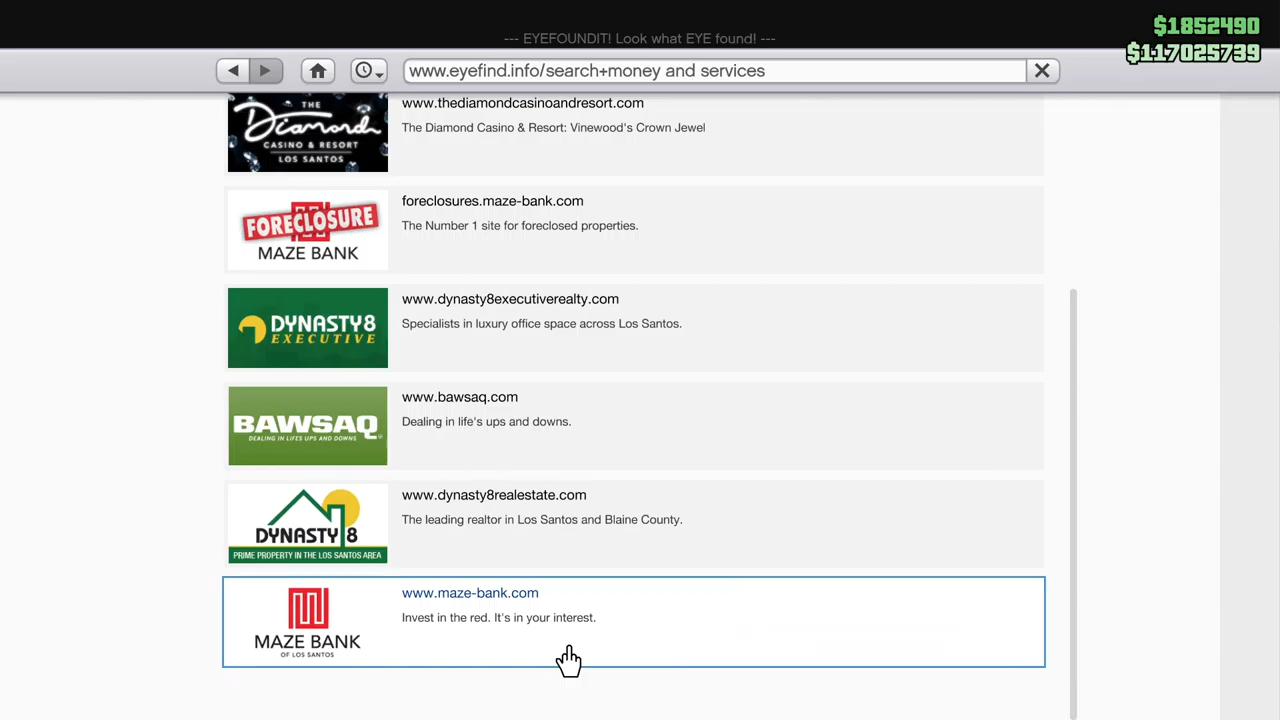 $1852490
--- EYEFOUNDIT! Look what EYE found! ---
$117025739
www.eyefind.info/search+money and services
THE
Diamond
CASINO & RESORT
LOS SANTOS
www.thediamondcasinoandresort.com
The Diamond Casino & Resort: Vinewood's Crown Jewel
FORECLOSURE
MAZE BANK
foreclosures.maze-bank.com
The Number 1 site for foreclosed properties.
DYNASTY8
EXECUTIVE
www.dynasty8executiverealty.com
Specialists in luxury office space across Los Santos.
BAWSAQ
DEALING IN LIFES UPS AND DOWNS
www.bawsaq.com
Dealing in life's ups and downs.
DYNASTY 8
PRIME PROPERTY IN THE LOS SANTOS AREA
www.dynasty8realestate.com
The leading realtor in Los Santos and Blaine County.
MAZE BANK
OF LOS SANTOS
www.maze-bank.com
Invest in the red. It's in your interest.